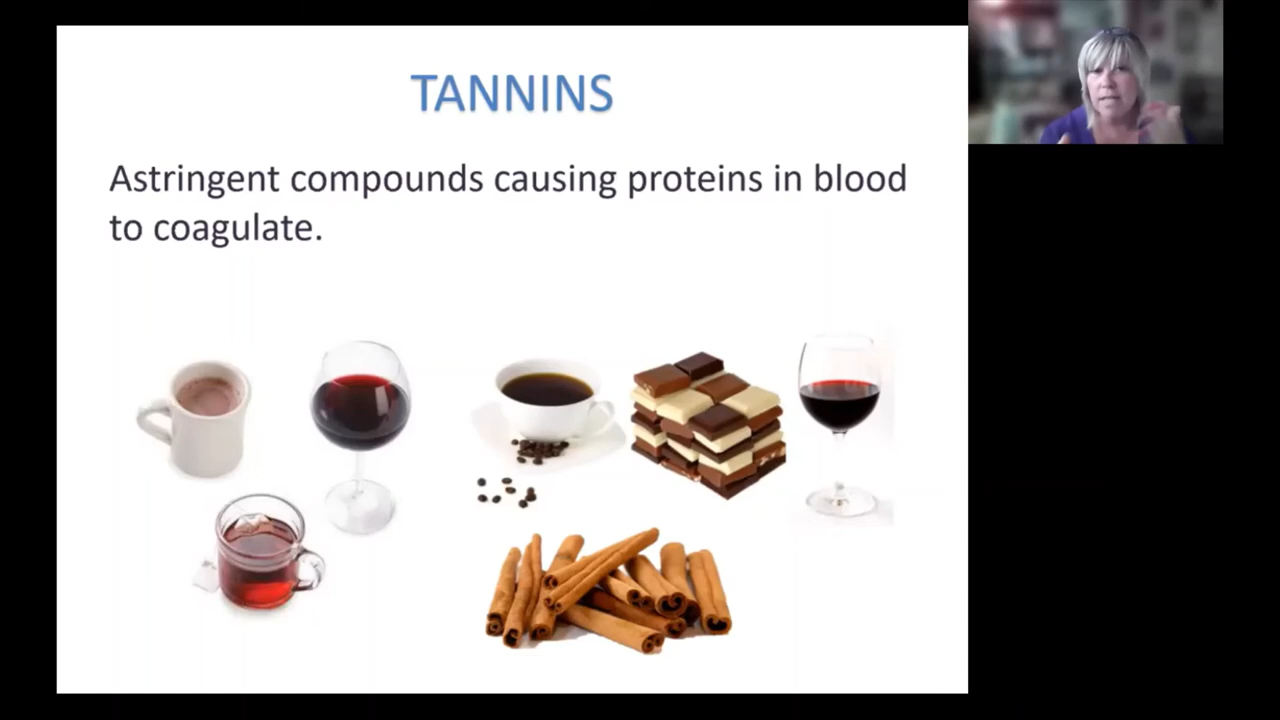 TANNINS
Astringent compounds causing proteins in blood
to coagulate.